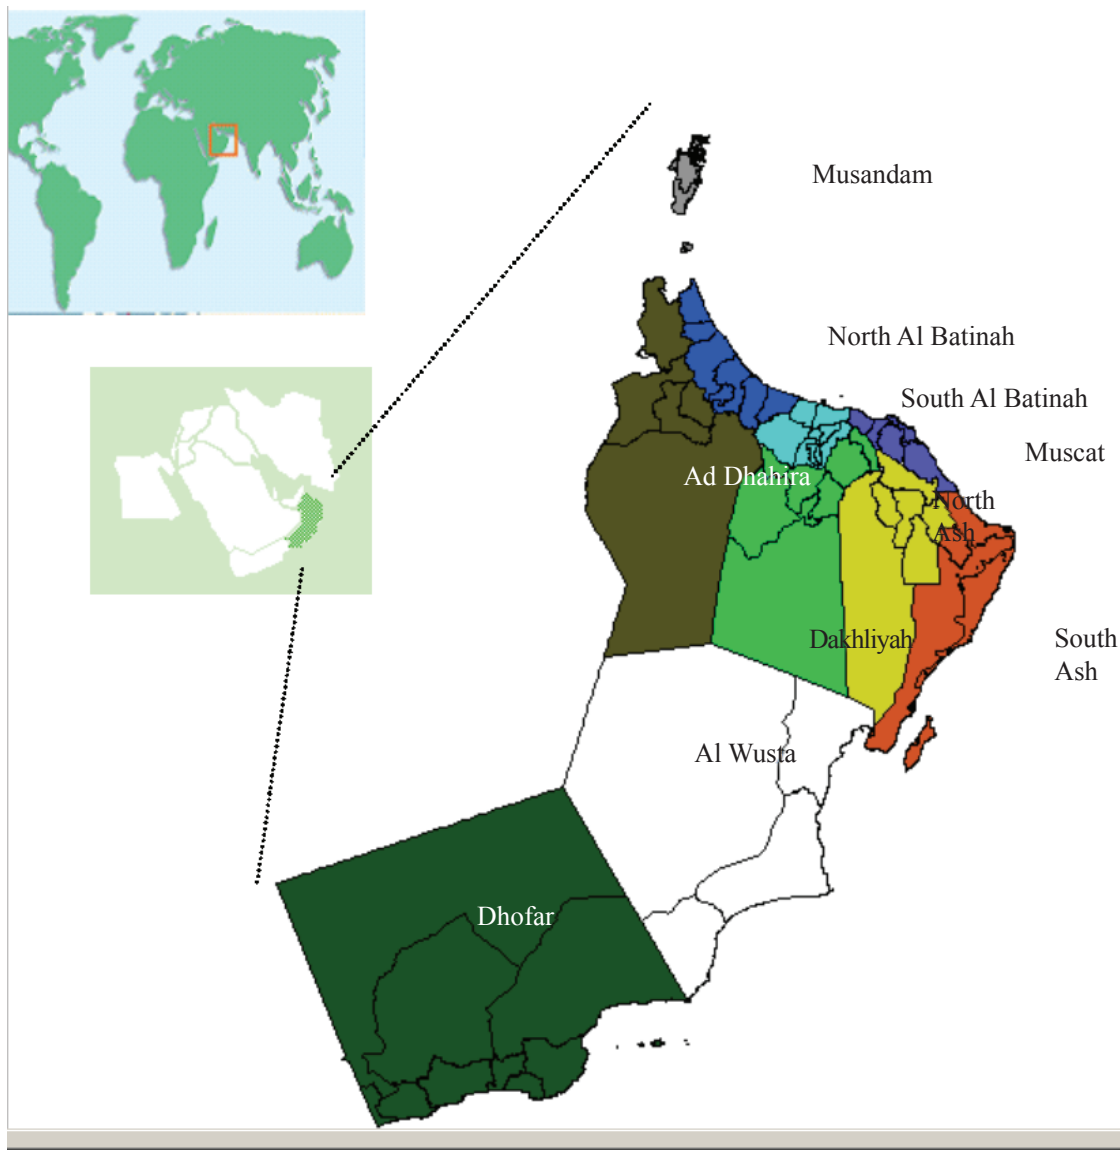 Musandam
North Al Batinah
South Al Batinah
Muscat
Ad Dhahira
North
Ash
Dakhliyah
South
Ash
Al Wusta
Dhofar